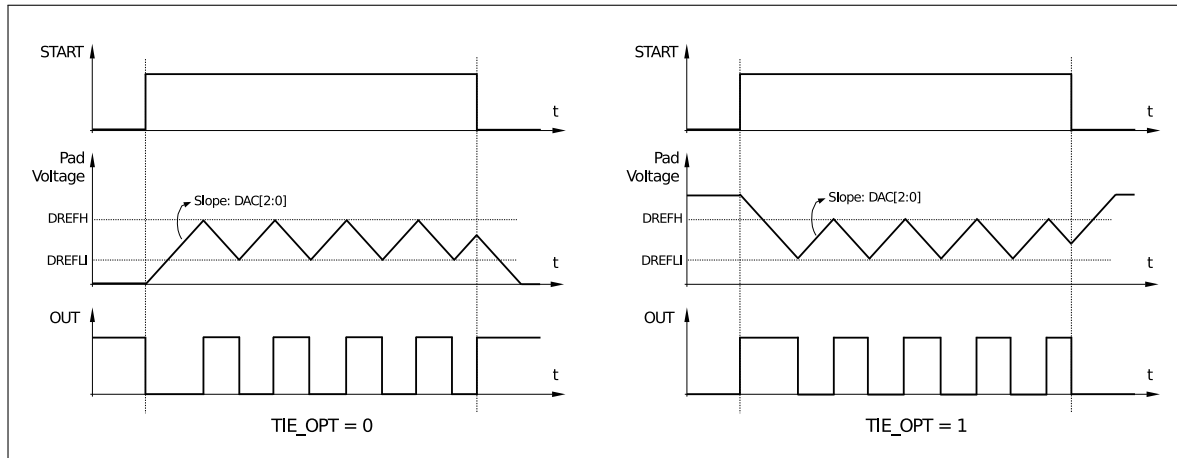 START
t
Pad
Voltage
Slope: DAC[2:0]
DREFH
DREFLI
t
OUT
t
TIE_OPT = 0
START
t
Pad
Voltage
Slope: DAC[2:0]
DREFH
DREFLI
t
OUT
t
TIE_OPT = 1